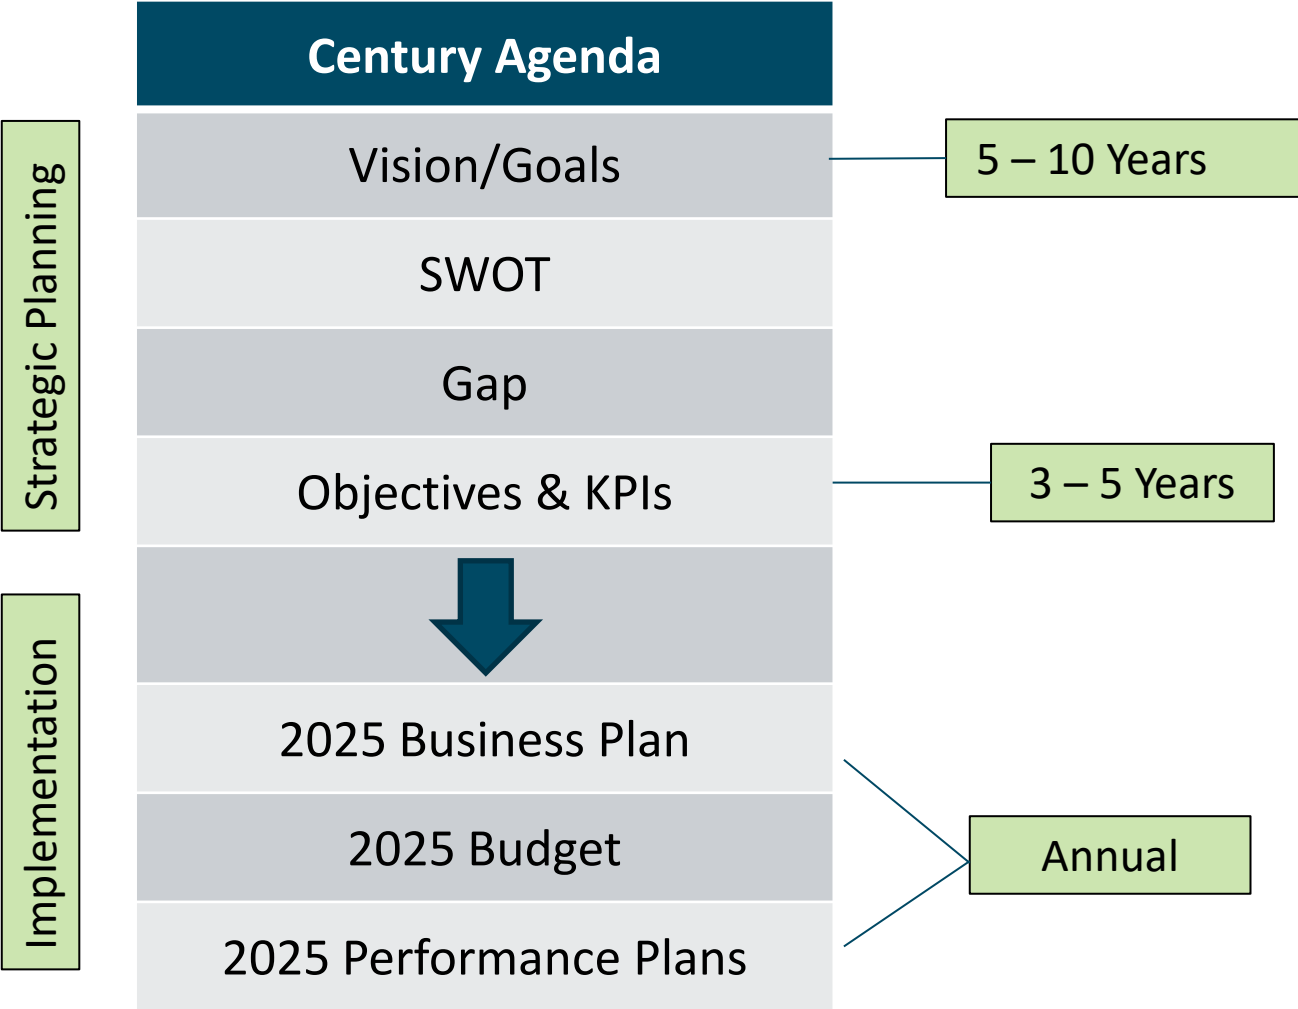 Century Agenda
Strategic Planning
Vision/Goals
5 – 10 Years
SWOT
Gap
Objectives & KPIs
3 – 5 Years
Implementation
2025 Business Plan
2025 Budget
Annual
2025 Performance Plans